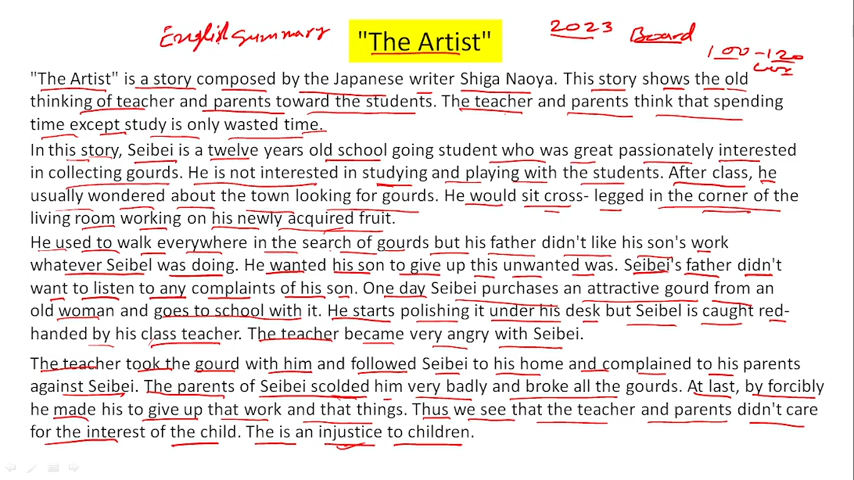 English Summary
"The Artist"
2023 Board
100-120
"The Artist" is a story composed by the Japanese writer Shiga Naoya. This story shows the old
thinking of teacher and parents toward the students. The teacher and parents think that spending
time except study is only wasted time.
In this story, Seibei is a twelve years old school going student who was great passionately interested
in collecting gourds. He is not interested in studying and playing with the students. After class, he
usually wondered about the town looking for gourds. He would sit cross- legged in the corner of the
living room working on his newly acquired fruit.
He used to walk everywhere in the search of gourds but his father didn't like his son's work
whatever Seibel was doing. He wanted his son to give up this unwanted was. Seibei's father didn't
want to listen to any complaints of his son. One day Seibei purchases an attractive gourd from an
old woman and goes to school with it. He starts polishing it under his desk but Seibel is caught red-
handed by his class teacher. The teacher became very angry with Seibei.
The teacher took the gourd with him and followed Seibei to his home and complained to his parents
against Seibei. The parents of Seibei scolded him very badly and broke all the gourds. At last, by forcibly
he made his to give up that work and that things. Thus we see that the teacher and parents didn't care
for the interest of the child. The is an injustice to children.